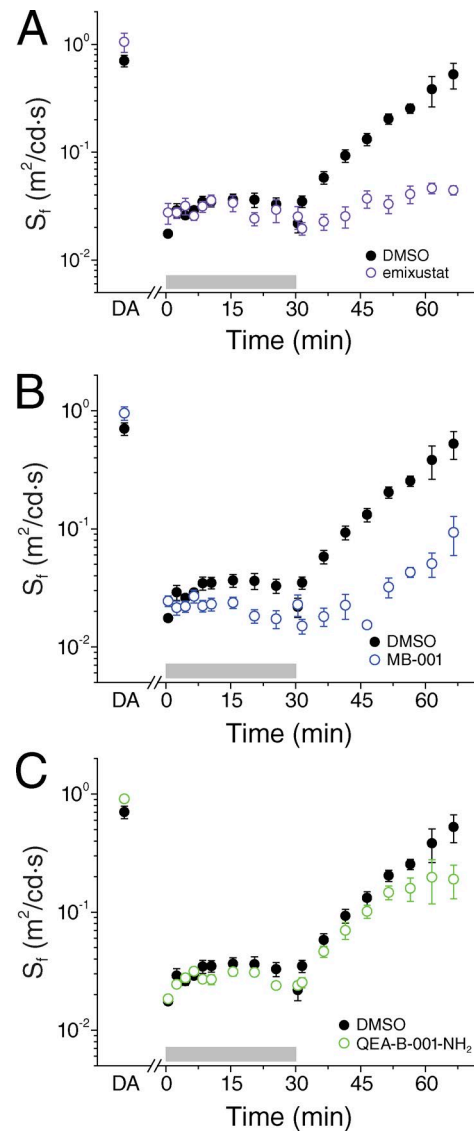 A
S_f (m²/cd·s)
10⁰
10⁻¹
10⁻²
DMSO
emixustat
DA 0 15 30 45 60
Time (min)
B
S_f (m²/cd·s)
10⁰
10⁻¹
10⁻²
DMSO
MB-001
DA 0 15 30 45 60
Time (min)
C
S_f (m²/cd·s)
10⁰
10⁻¹
10⁻²
DMSO
QEA-B-001-NH₂
DA 0 15 30 45 60
Time (min)